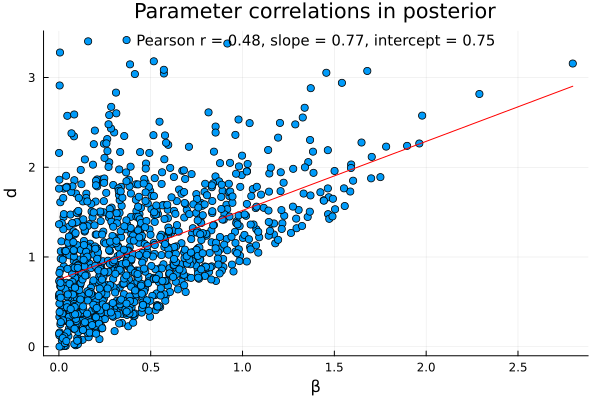 Parameter correlations in posterior
Pearson r = 0.48, slope = 0.77, intercept = 0.75
3
2
d
1
0
0.0 0.5 1.0 1.5 2.0 2.5
β